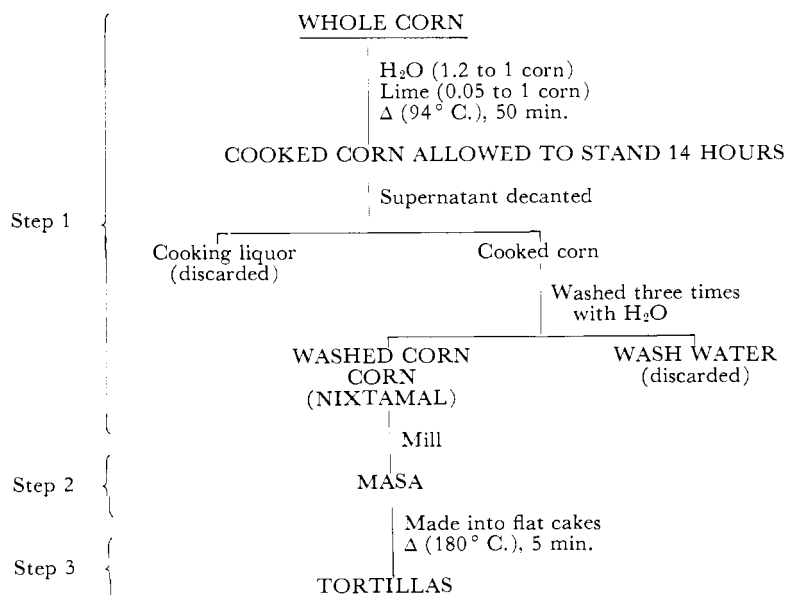 WHOLE CORN
H₂O (1.2 to 1 corn)
Lime (0.05 to 1 corn)
Δ (94° C.), 50 min.
COOKED CORN ALLOWED TO STAND 14 HOURS
Supernatant decanted
Step 1
Cooking liquor
(discarded)
Cooked corn
Washed three times
with H₂O
WASHED CORN
CORN
(NIXTAMAL)
WASH WATER
(discarded)
Mill
Step 2
MASA
Made into flat cakes
Δ (180° C.), 5 min.
Step 3
TORTILLAS